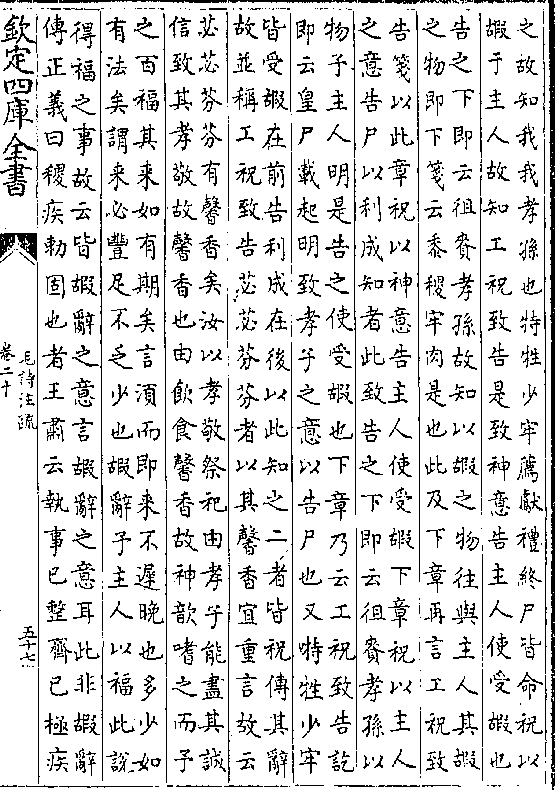 之故知我我孝孫也特牲少牢薦獻禮終尸皆命祝以
嘏于主人故知工祝致告是致神意告主人使受嘏也
告之下即云徂賚孝孫故知以嘏之物往與主人其嘏
之物即下箋云黍稷牢肉是也此及下章再言工祝致
告箋以此章祝以神意告主人使受嘏下章祝以主人
之意告尸以利成知者此致告之下即云徂賚孝孫以
物予主人明是告之使受嘏也下章乃云工祝致告訖
即云皇尸載起明致孝子之意以告尸也又特牲少牢
皆受嘏在前告利成在後以此知之二者皆祝傳其辭
故並稱工祝致告苾苾芬芬者以其馨香宜重言故云
苾苾芬芬有馨香矣汝以孝敬祭祀由孝子能盡其誠
信致其孝敬故馨香也由飲食馨香故神歆嗜之而予
之百福其來如有期矣言須而即來不遲晚也多少如
有法矣謂来必豐足不乏少也嘏辭予主人以福此說
得福之事故云皆嘏辭之意言嘏辭之意耳此非嘏辭
傳正義曰稷疾勅固也者王肅云執事已整齊已極疾
欽定四庫全書
毛詩注疏
卷二十
五十七